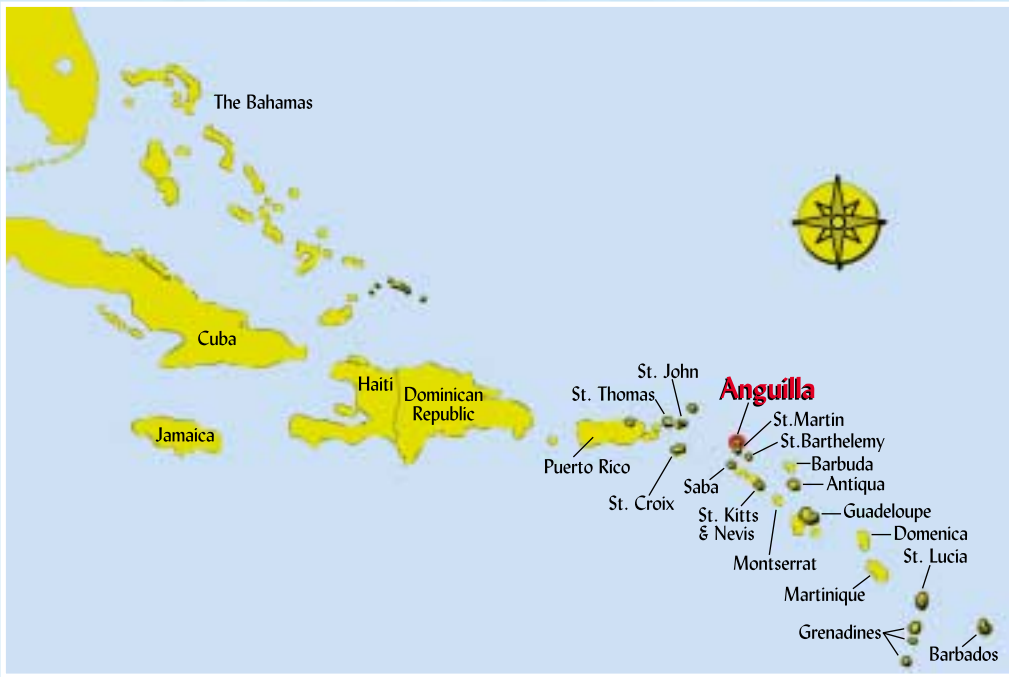 The Bahamas
Cuba
Haiti
Dominican
Republic
Jamaica
St. John
St. Thomas
Anguilla
St.Martin
St.Barthelemy
Puerto Rico
Barbuda
Saba
Antiqua
St. Croix
St. Kitts
& Nevis
Guadeloupe
Domenica
Montserrat
St. Lucia
Martinique
Grenadines
Barbados